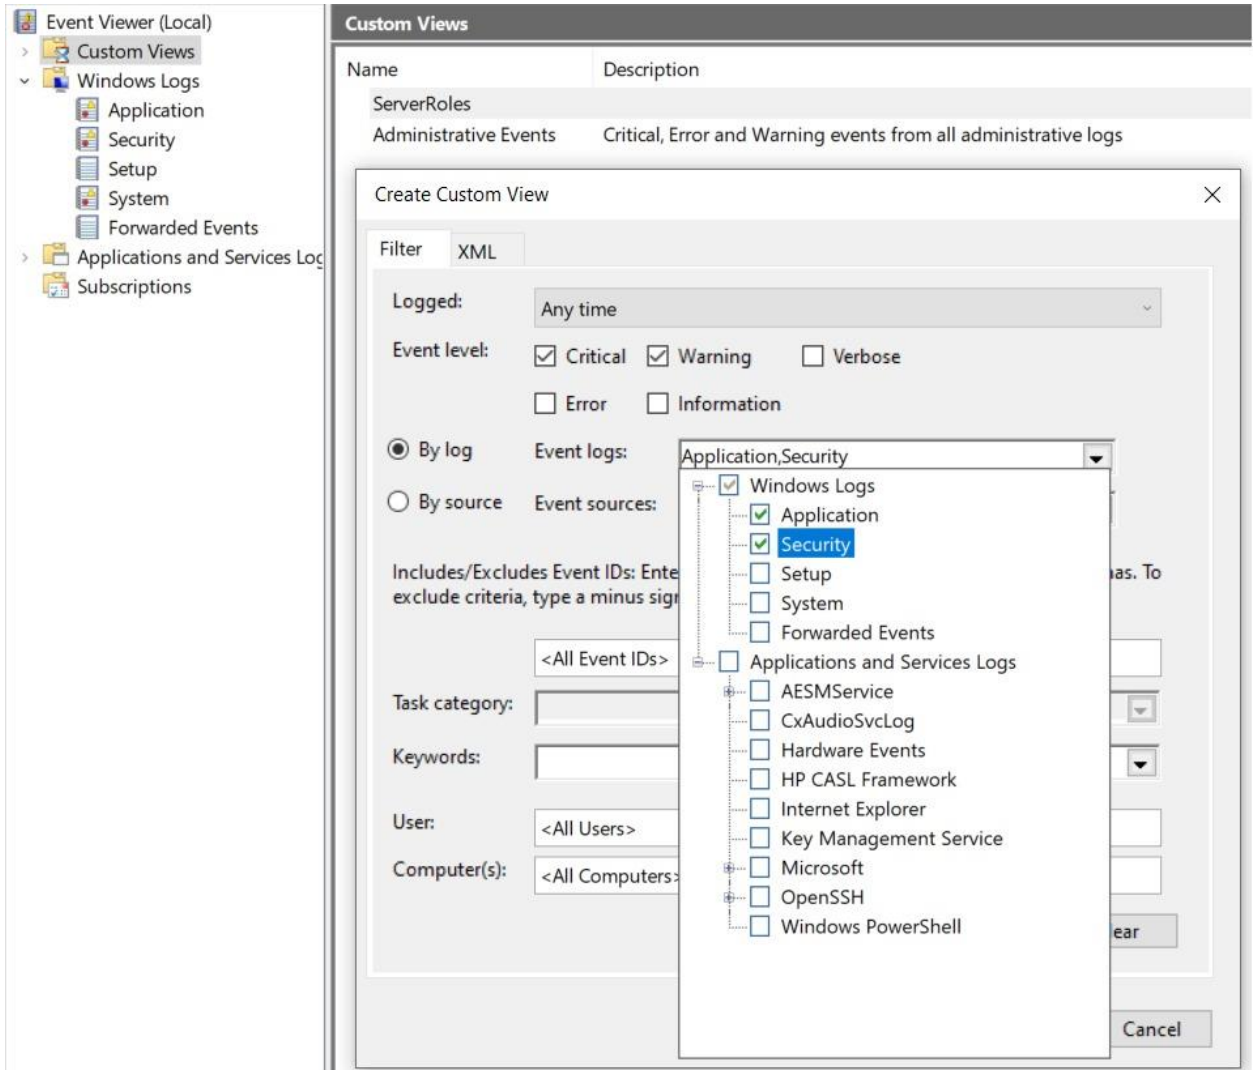 Event Viewer (Local)
Custom Views
Windows Logs
Application
Security
Setup
System
Forwarded Events
Applications and Services Log
Subscriptions
Custom Views
Name Description
ServerRoles
Administrative Events Critical, Error and Warning events from all administrative logs
Create Custom View
Filter XML
Logged: Any time
Event level: Critical Warning Verbose
Error Information
By log Event logs: Application,Security
By source Event sources:
Windows Logs
Application
Security
Setup
System
Forwarded Events
Applications and Services Logs
AESMService
CxAudioSvcLog
Hardware Events
HP CASL Framework
Internet Explorer
Key Management Service
Microsoft
OpenSSH
Windows PowerShell
Includes/Excludes Event IDs: Ente as. To
exclude criteria, type a minus sig
<All Event IDs>
Task category:
Keywords:
User: <All Users>
Computer(s): <All Computers>
ear
Cancel